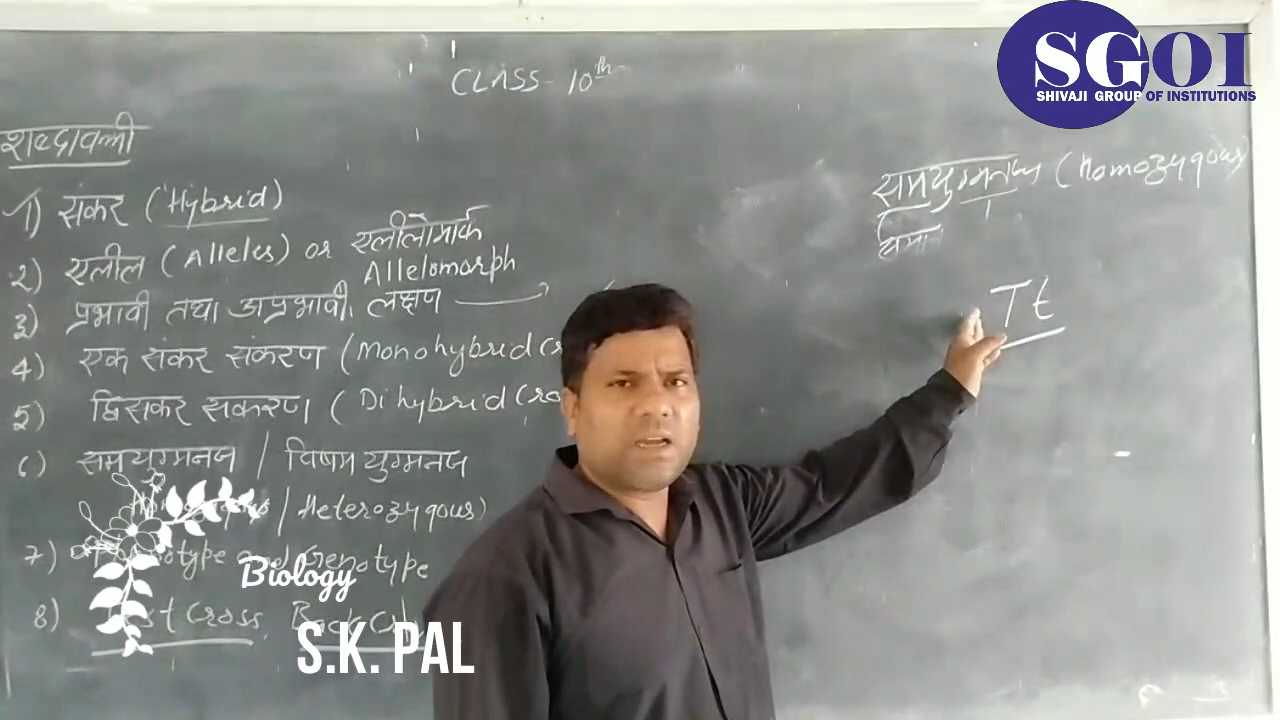 SGOI
SHIVAJI GROUP OF INSTITUTIONS
CLASS - 10th
शब्दावली
1) संकर (Hybrid)
2) एलील (Alleles) or एलीलोमार्फ
Allelomorph
3) प्रभावी तथा अप्रभावी लक्षण
4) एक संकर संकरण (Monohybrid
5) द्विसंकर संकरण (Dihybrid
6) समयुग्मनज / विषमयुग्मनज
/ Heterozygous)
7) and Genotype
8) Cross, Back
समयुग्मनज (Homozygous)
Tt
Biology
S.K. PAL